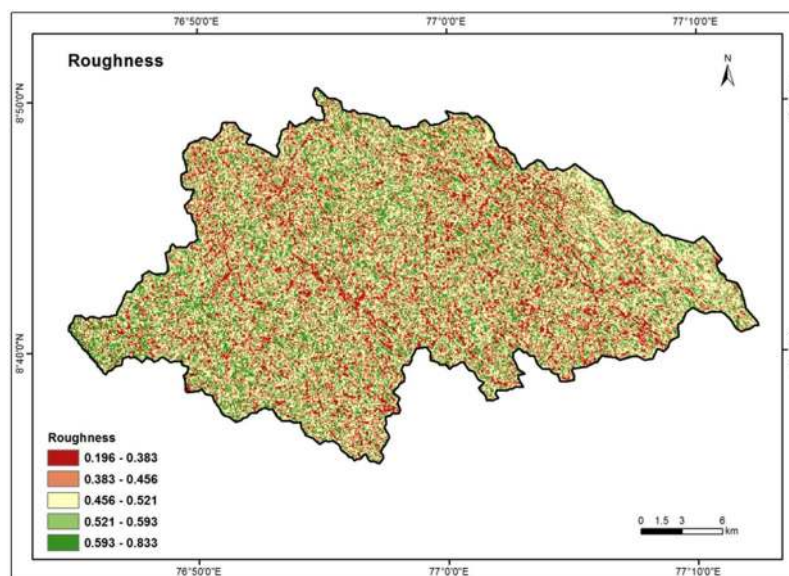 76°50'0"E 77°0'0"E 77°10'0"E
Roughness
N
8°50'0"N
8°40'0"N
Roughness
0.196 - 0.383
0.383 - 0.456
0.456 - 0.521
0.521 - 0.593
0.593 - 0.833
0 1.5 3 6
km
76°50'0"E 77°0'0"E 77°10'0"E